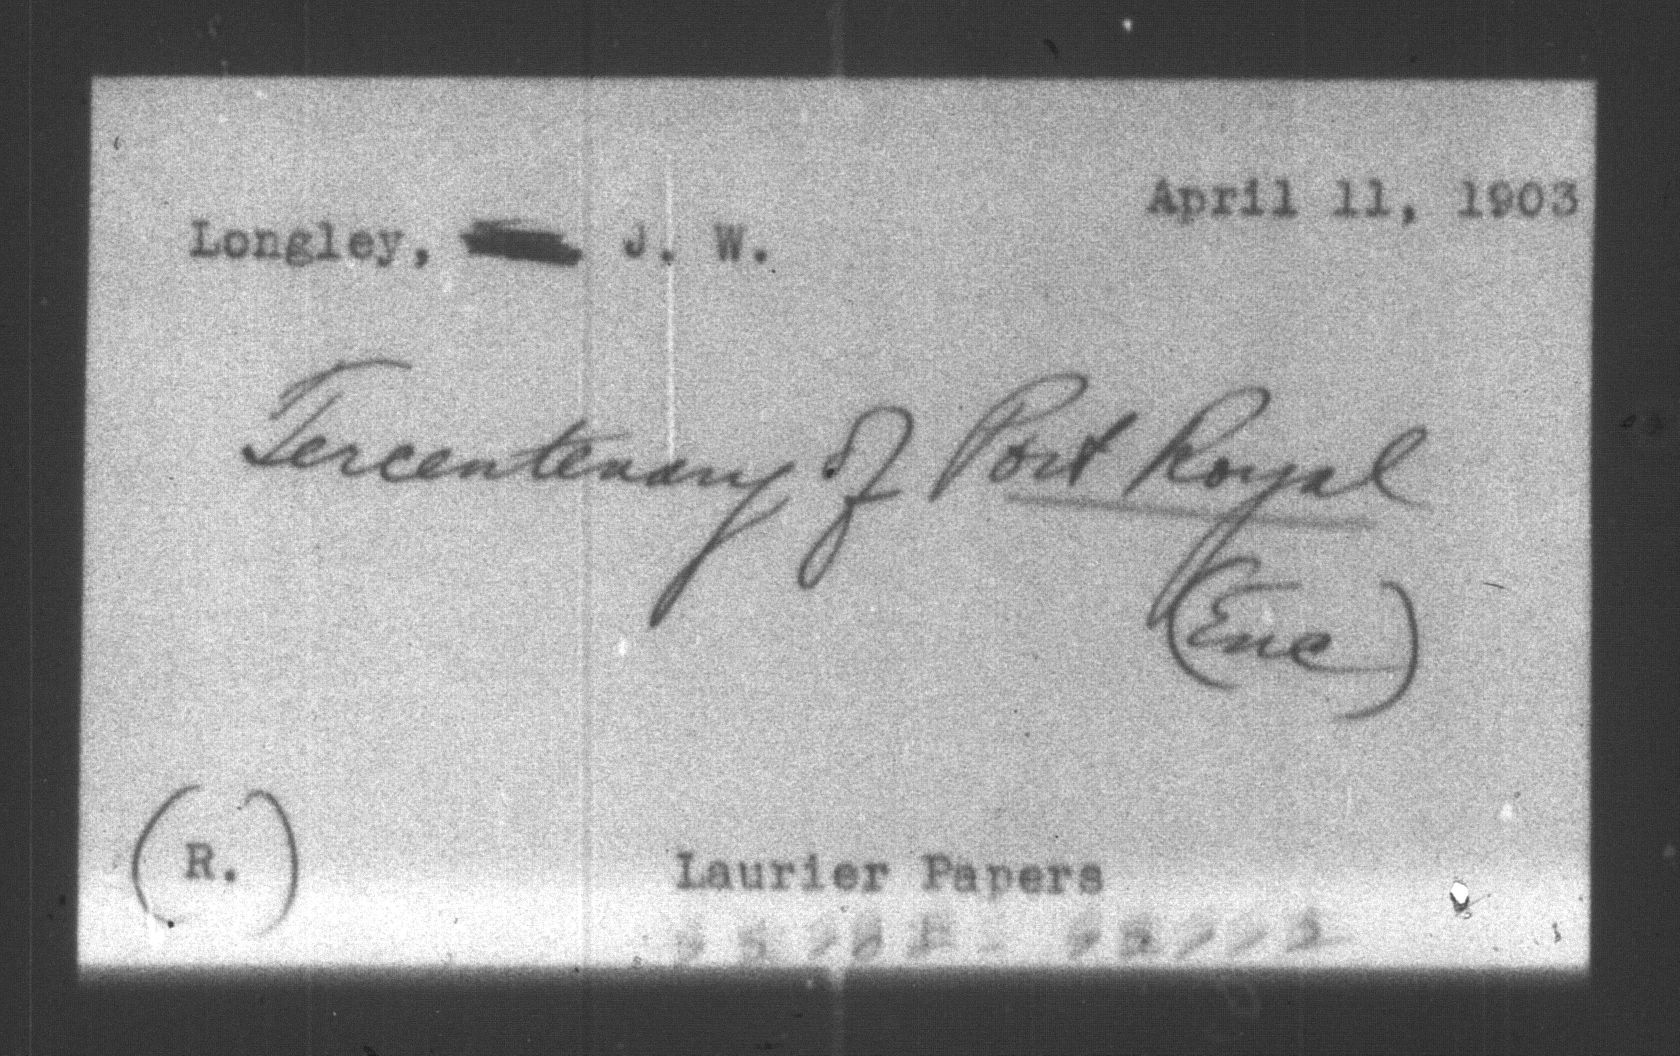 April 11, 1903
Longley, J. W.
Tercentenary of Port Royal
(Enc)
(R.)
Laurier Papers